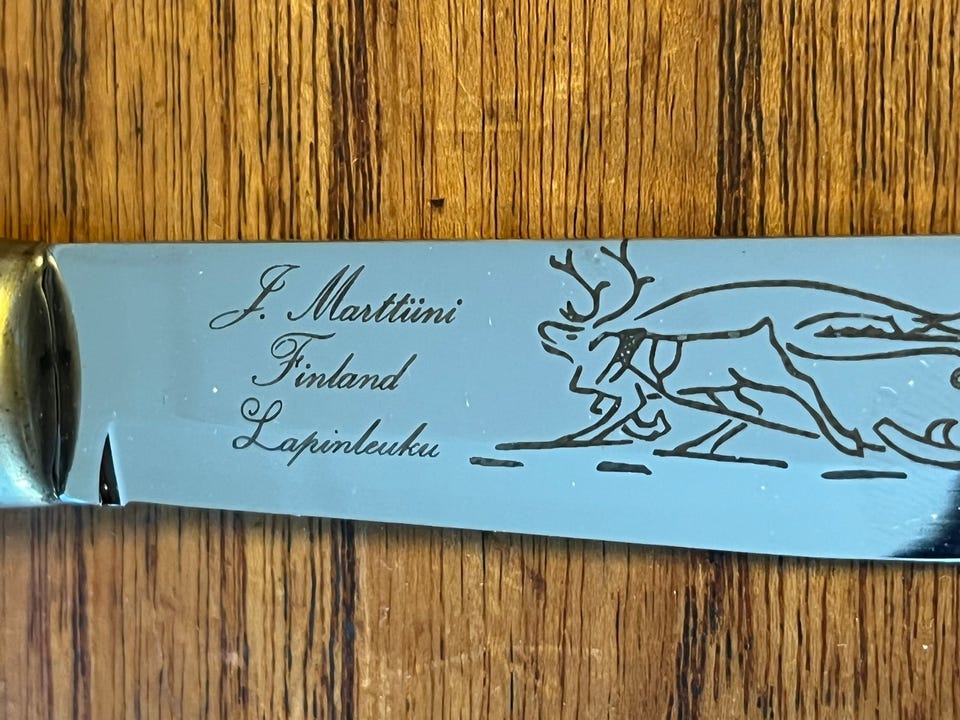 J. Marttiini
Finland
Lapinleuku